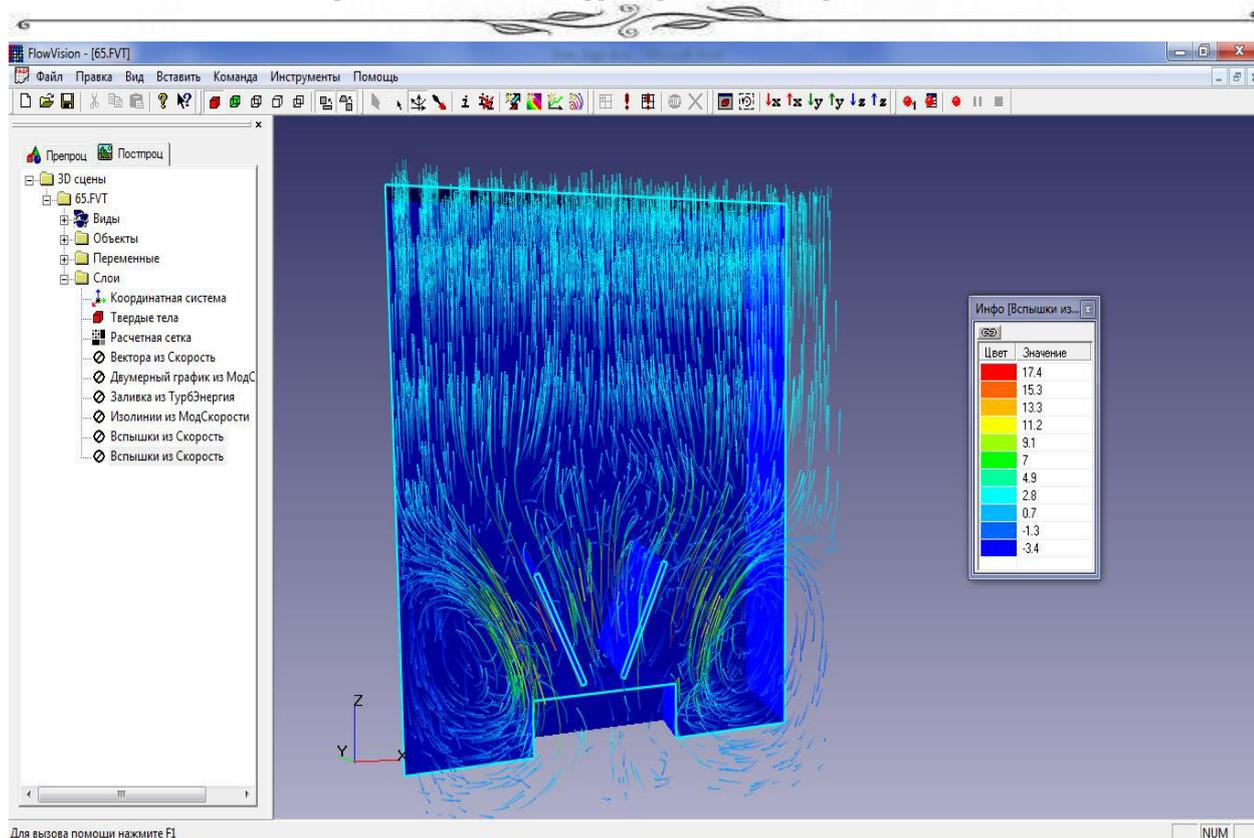 FlowVision - [65.FVT]
Файл Правка Вид Вставить Команда Инструменты Помощь
Препроц Постпроц
3D сцены
65.FVT
Виды
Объекты
Переменные
Слои
Координатная система
Твердые тела
Расчетная сетка
Вектора из Скорость
Двумерный график из МодС
Заливка из ТурбЭнергия
Изолинии из МодСкорости
Вспышки из Скорость
Вспышки из Скорость
Z
Y X
Инфо [Вспышки из...
Цвет Значение
17.4
15.3
13.3
11.2
9.1
7
4.9
2.8
0.7
-1.3
-3.4
Для вызова помощи нажмите F1
NUM